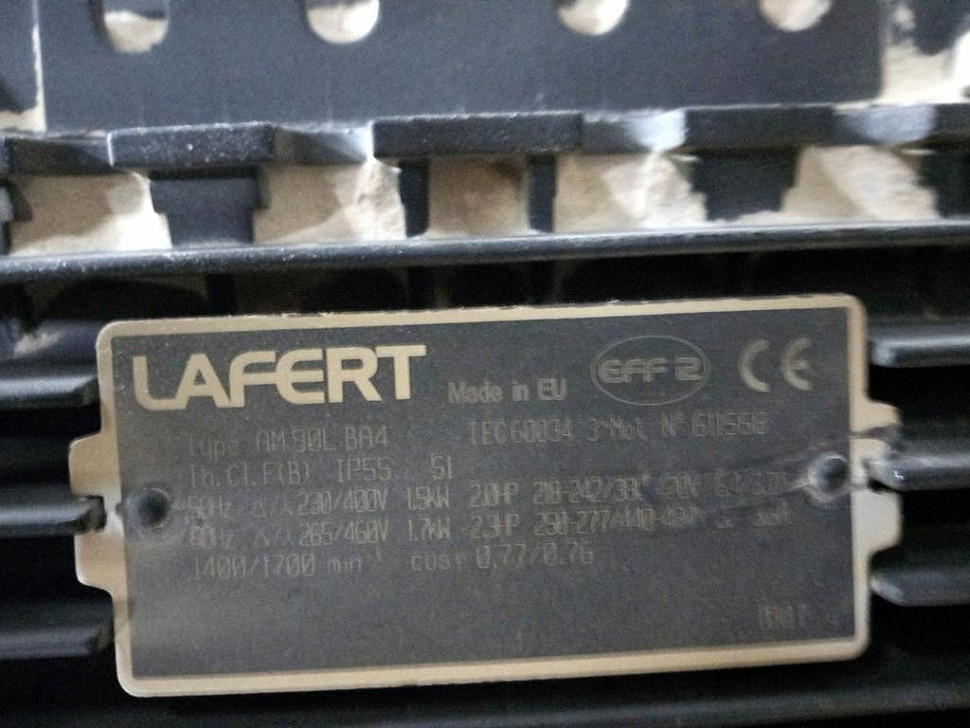 LAFERT Made in EU EFF 2 CE
Type AM 90L BA4 IEC 60034 3~Mot. N°
Th.Cl.F(B) IP55 S1
50Hz Δ/Y 230/400V 1.5kW 2.0HP
60Hz Δ/Y 265/460V 1.7kW 2.3HP
1400/1700 min⁻¹ cosφ 0.77/0.76